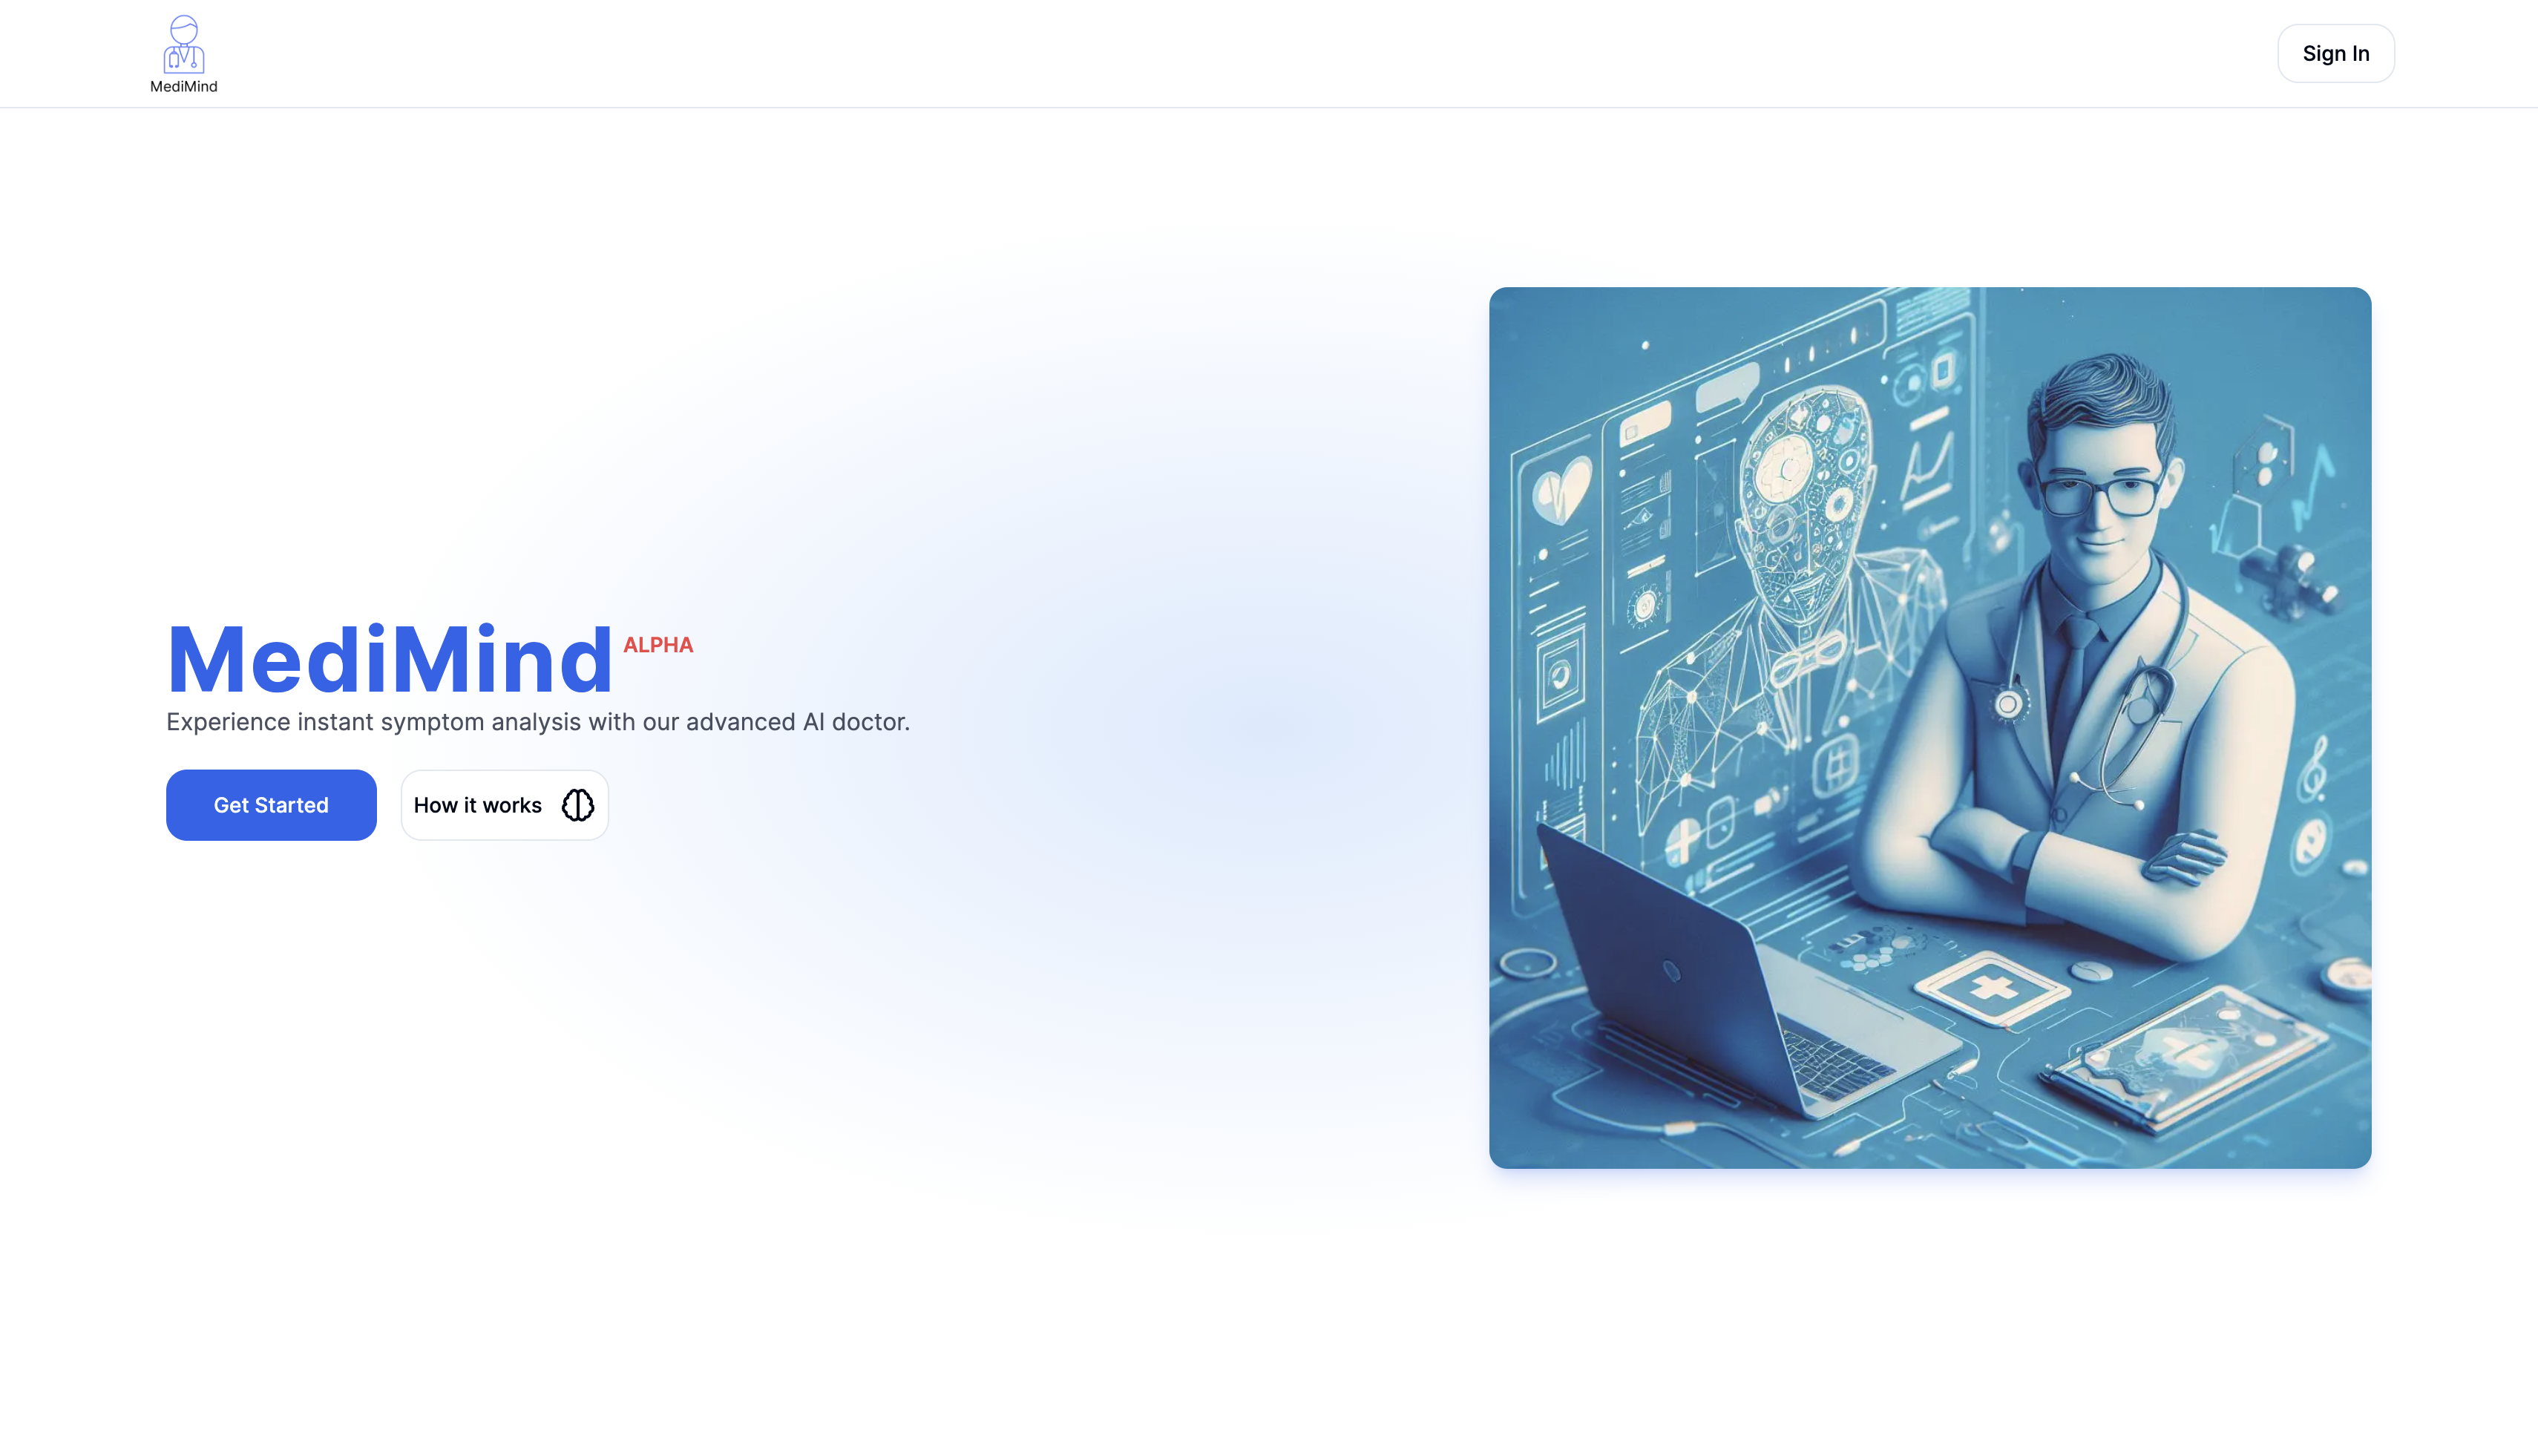 MediMind
Sign In
MediMind ALPHA
Experience instant symptom analysis with our advanced AI doctor.
Get Started
How it works